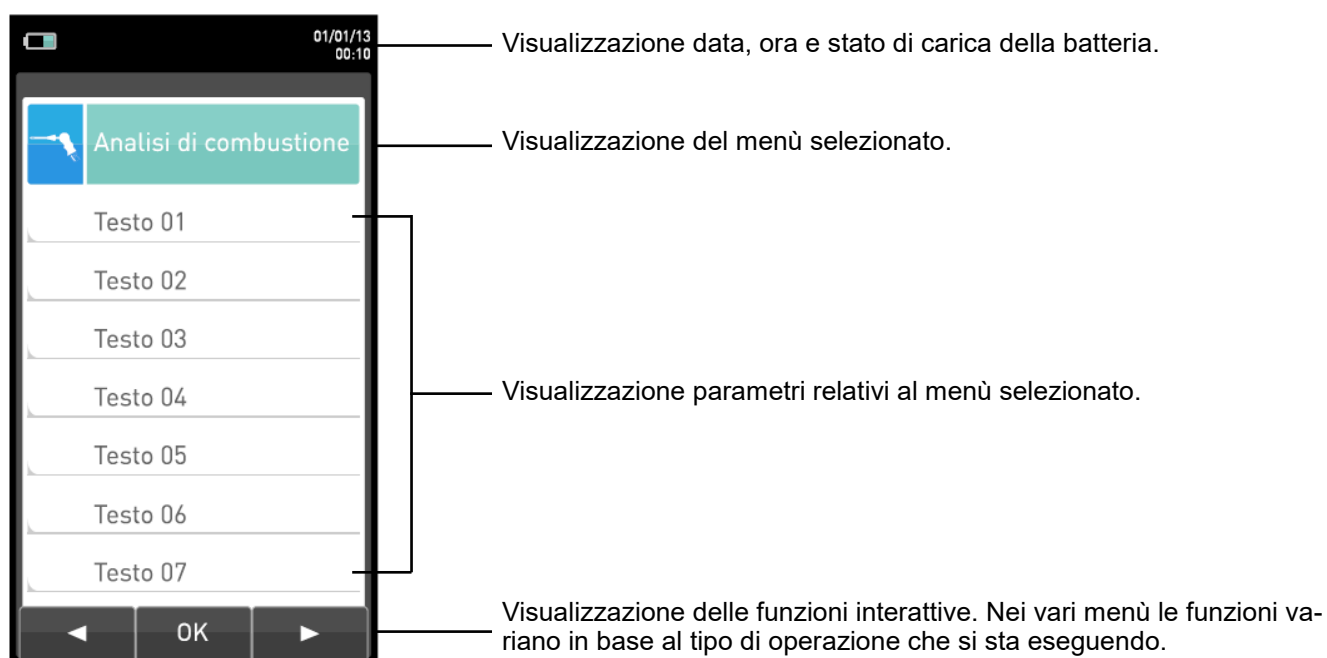 01/01/13
00:10
Visualizzazione data, ora e stato di carica della batteria.
Analisi di combustione
Visualizzazione del menù selezionato.
Testo 01
Testo 02
Testo 03
Testo 04
Visualizzazione parametri relativi al menù selezionato.
Testo 05
Testo 06
Testo 07
◄ OK ►
Visualizzazione delle funzioni interattive. Nei vari menù le funzioni va-
riano in base al tipo di operazione che si sta eseguendo.